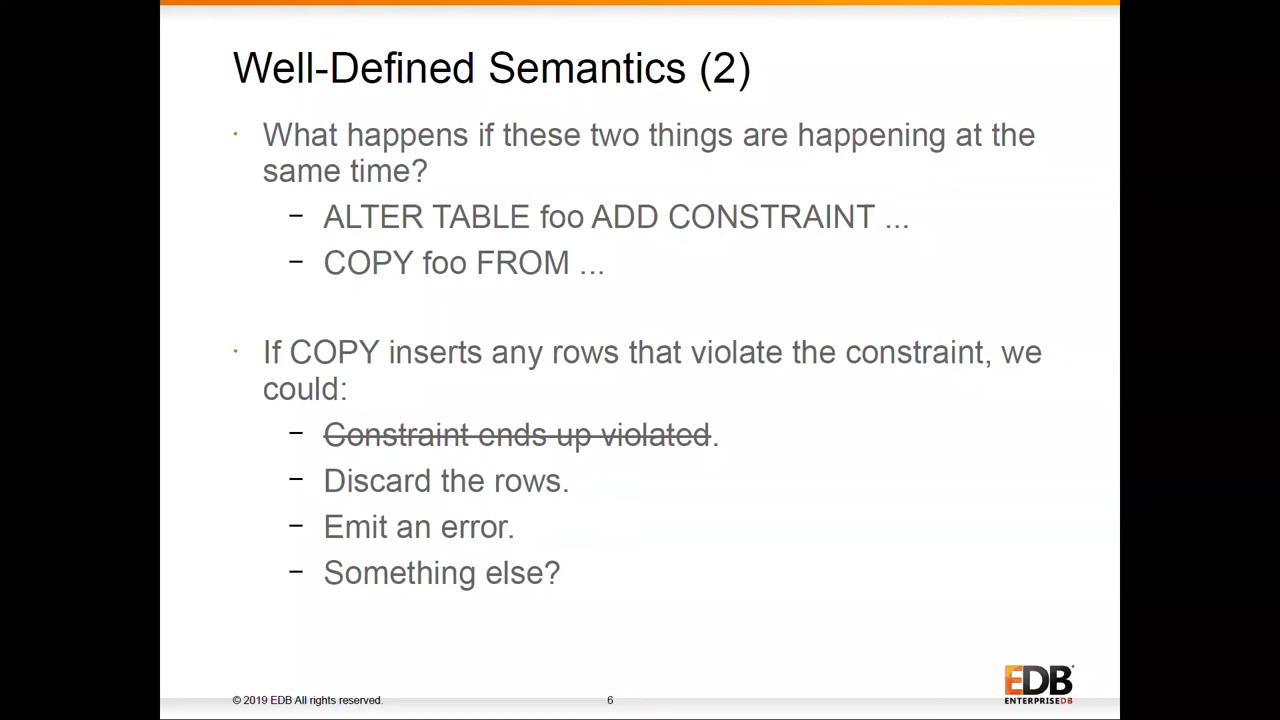 Well-Defined Semantics (2)
· What happens if these two things are happening at the
same time?
– ALTER TABLE foo ADD CONSTRAINT ...
– COPY foo FROM ...
· If COPY inserts any rows that violate the constraint, we
could:
– Constraint ends up violated.
– Discard the rows.
– Emit an error.
– Something else?
© 2019 EDB All rights reserved.
6
EDB
ENTERPRISEDB